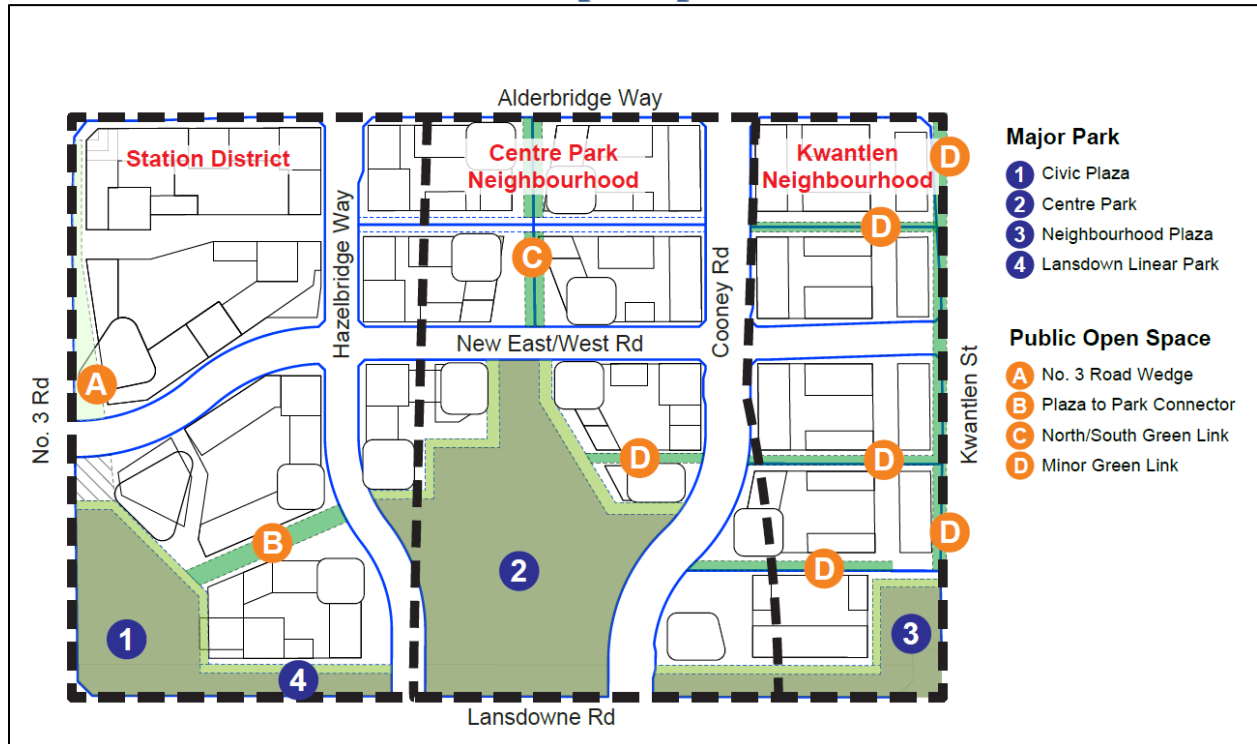 Alderbridge Way
Station District
Centre Park
Neighbourhood
Kwantlen
Neighbourhood
D
D
C
Hazelbridge Way
Cooney Rd
New East/West Rd
No. 3 Rd
Kwantlen St
A
D
D
B
D
D
2
1
3
4
Lansdowne Rd
Major Park
1 Civic Plaza
2 Centre Park
3 Neighbourhood Plaza
4 Lansdown Linear Park
Public Open Space
A No. 3 Road Wedge
B Plaza to Park Connector
C North/South Green Link
D Minor Green Link